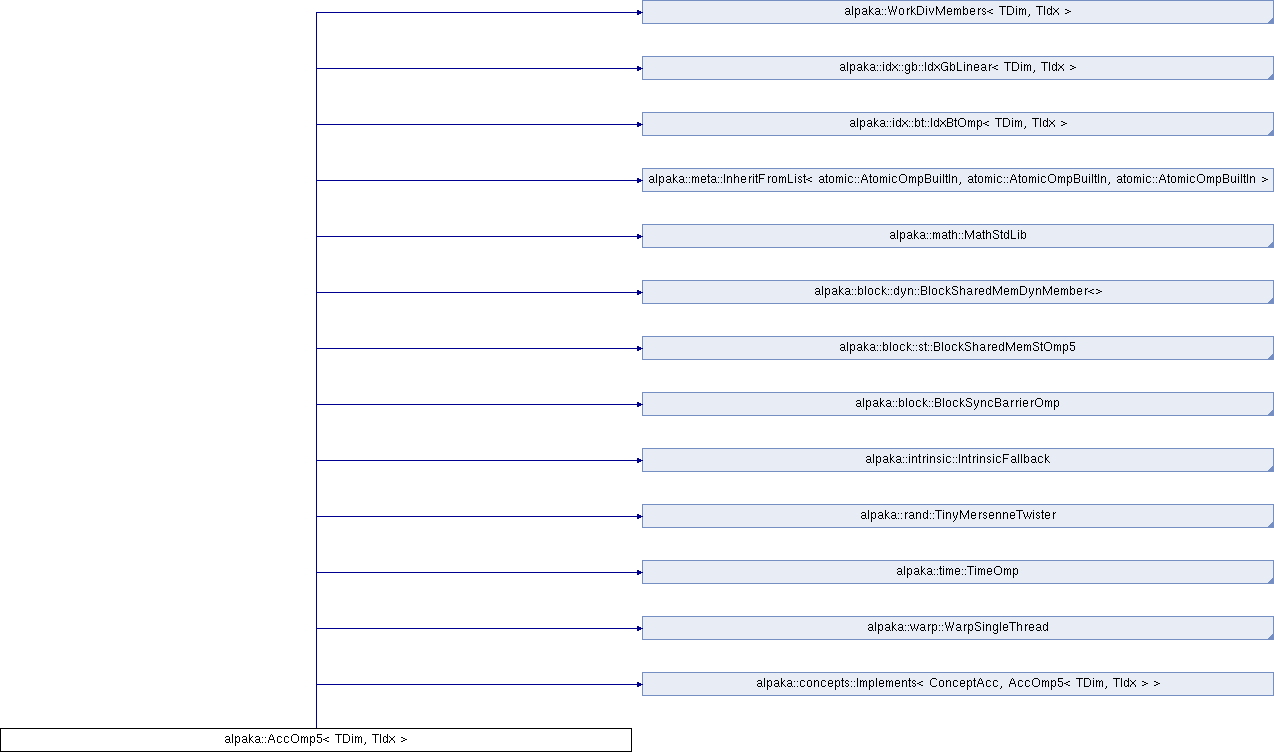 alpaka::WorkDivMembers< TDim, TIdx >
alpaka::idx::gb::IdxGbLinear< TDim, TIdx >
alpaka::idx::bt::IdxBtOmp< TDim, TIdx >
alpaka::meta::InheritFromList< atomic::AtomicOmpBuiltIn, atomic::AtomicOmpBuiltIn, atomic::AtomicOmpBuiltIn >
alpaka::math::MathStdLib
alpaka::block::dyn::BlockSharedMemDynMember<>
alpaka::block::st::BlockSharedMemStOmp5
alpaka::block::BlockSyncBarrierOmp
alpaka::intrinsic::IntrinsicFallback
alpaka::rand::TinyMersenneTwister
alpaka::time::TimeOmp
alpaka::warp::WarpSingleThread
alpaka::concepts::Implements< ConceptAcc, AccOmp5< TDim, TIdx > >
alpaka::AccOmp5< TDim, TIdx >